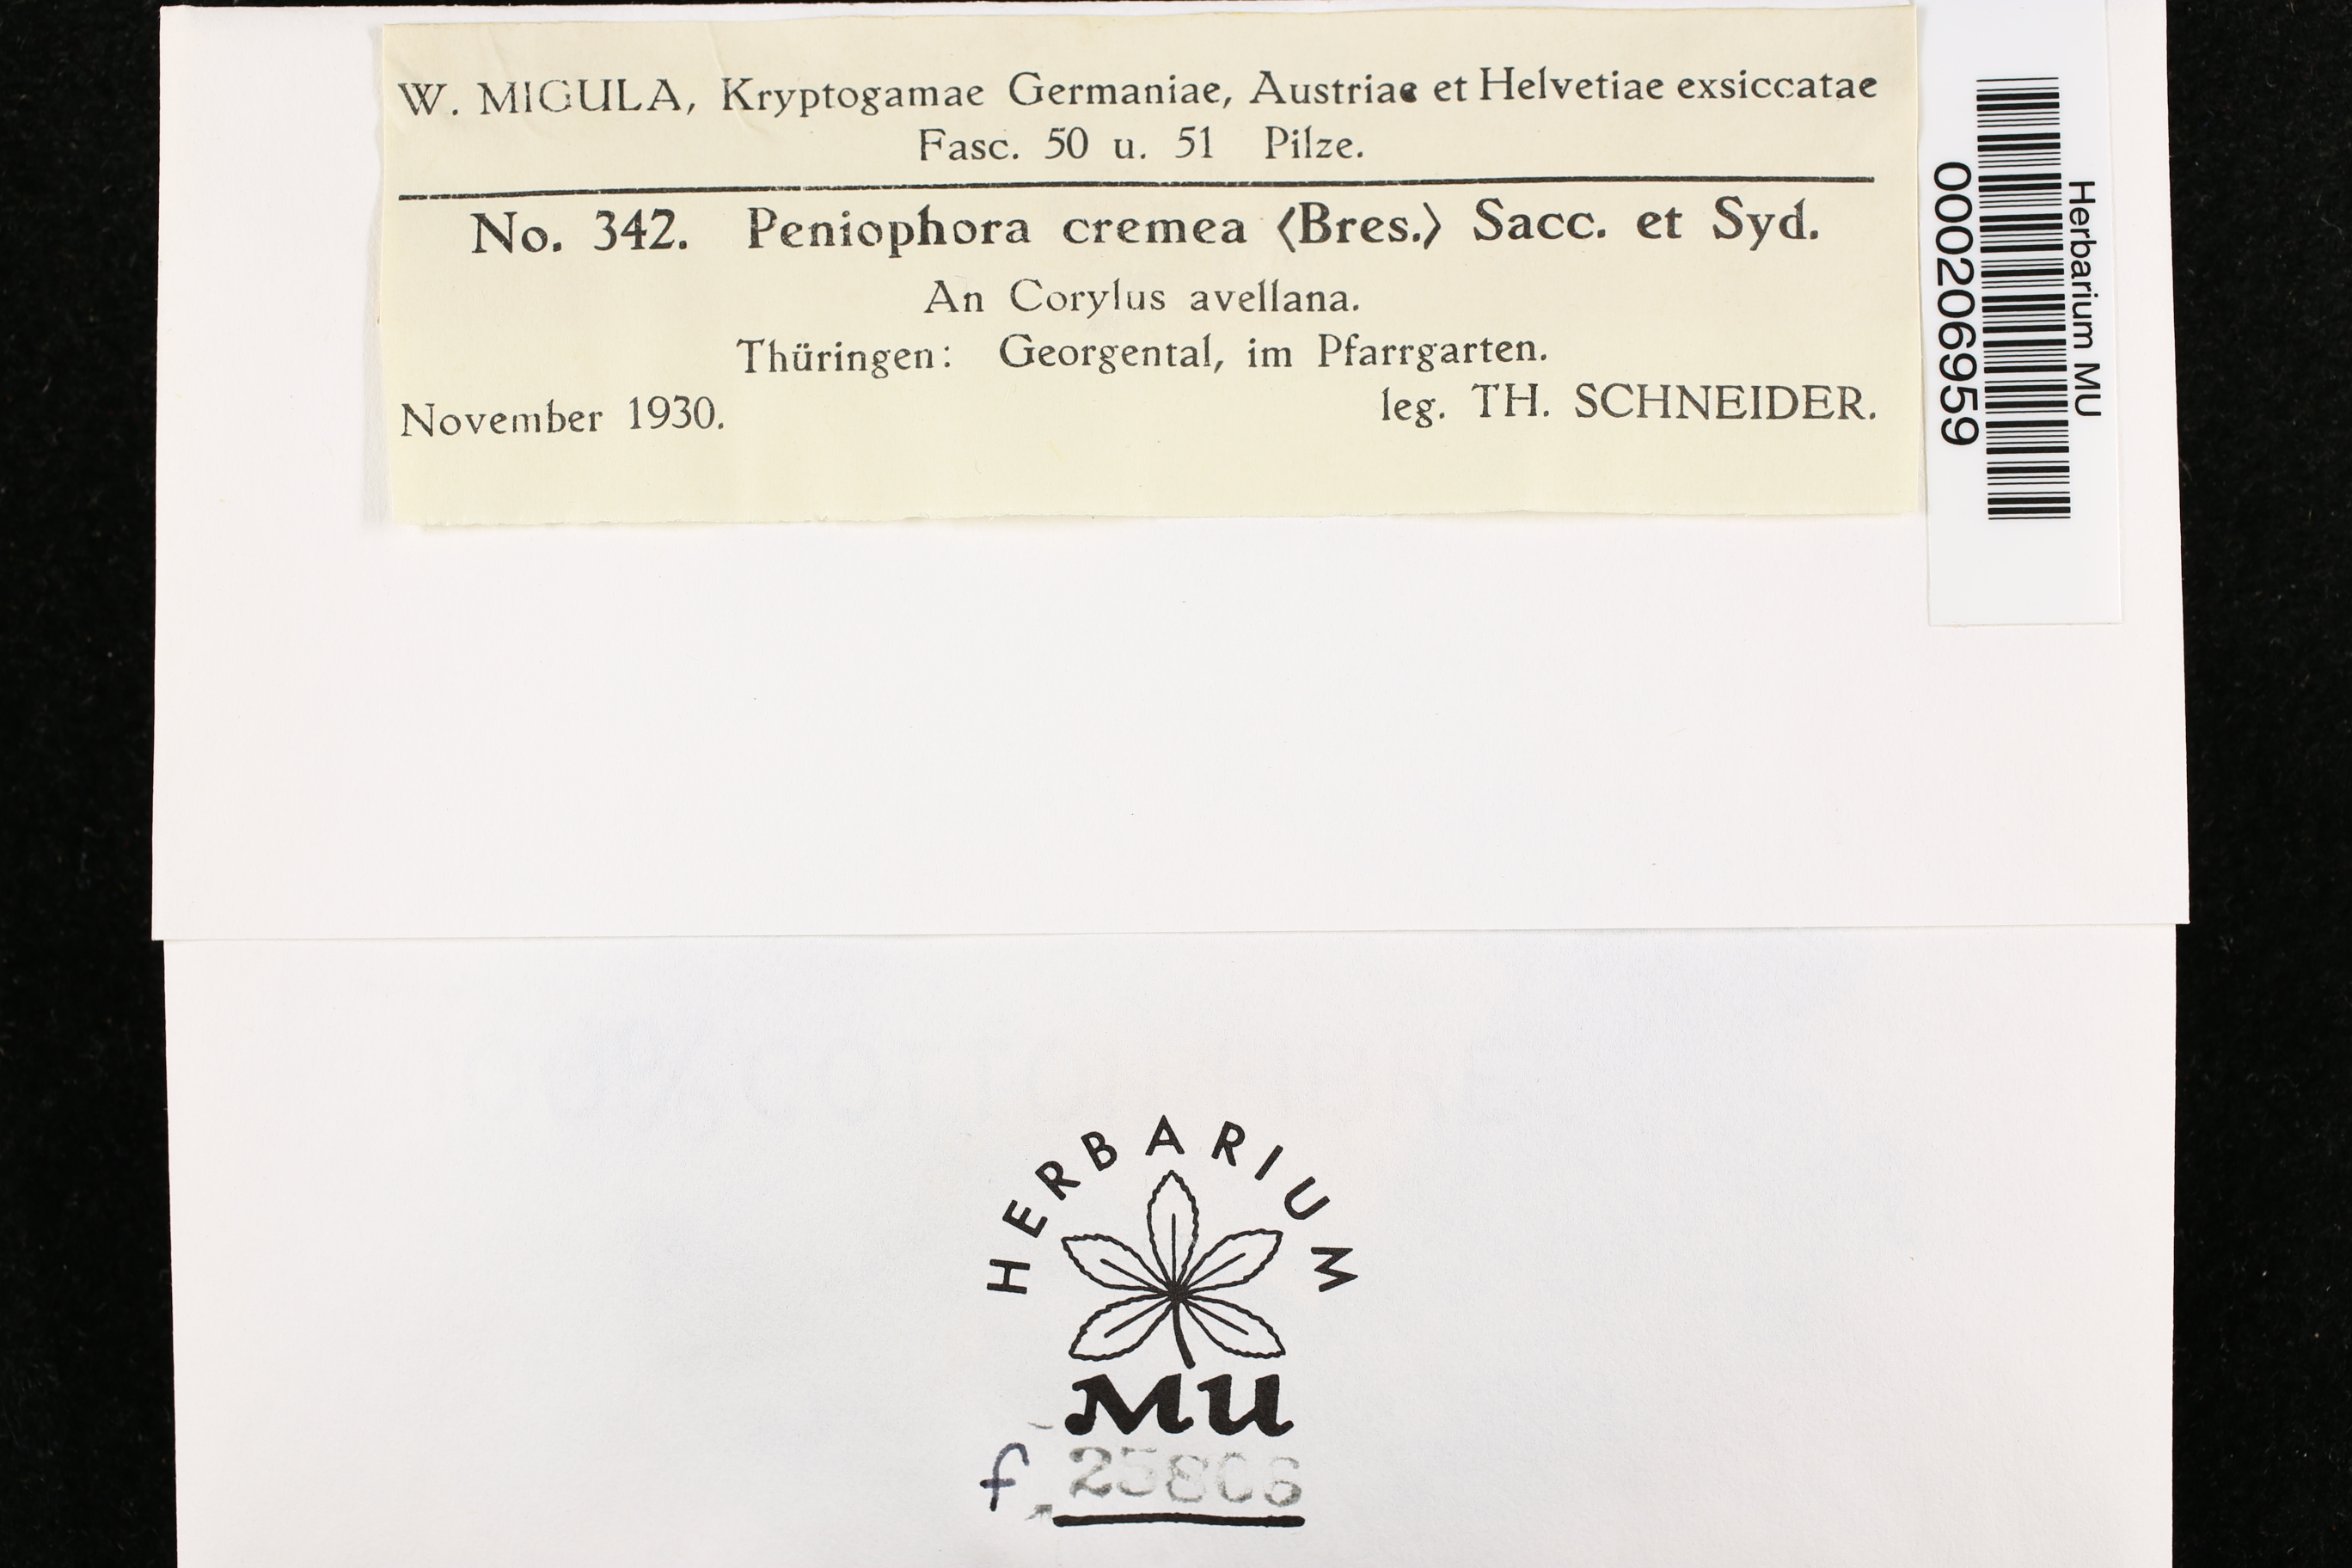 W. MIGULA, Kryptogamae Germaniae, Austriae et Helvetiae exsiccatae
Fasc. 50 u. 51 Pilze.
No. 342. Peniophora cremea ⟨Bres.⟩ Sacc. et Syd.
An Corylus avellana.
Thüringen: Georgental, im Pfarrgarten.
November 1930. leg. TH. SCHNEIDER.
Herbarium MU
000206959
HERBARIUM
MU
f 25806